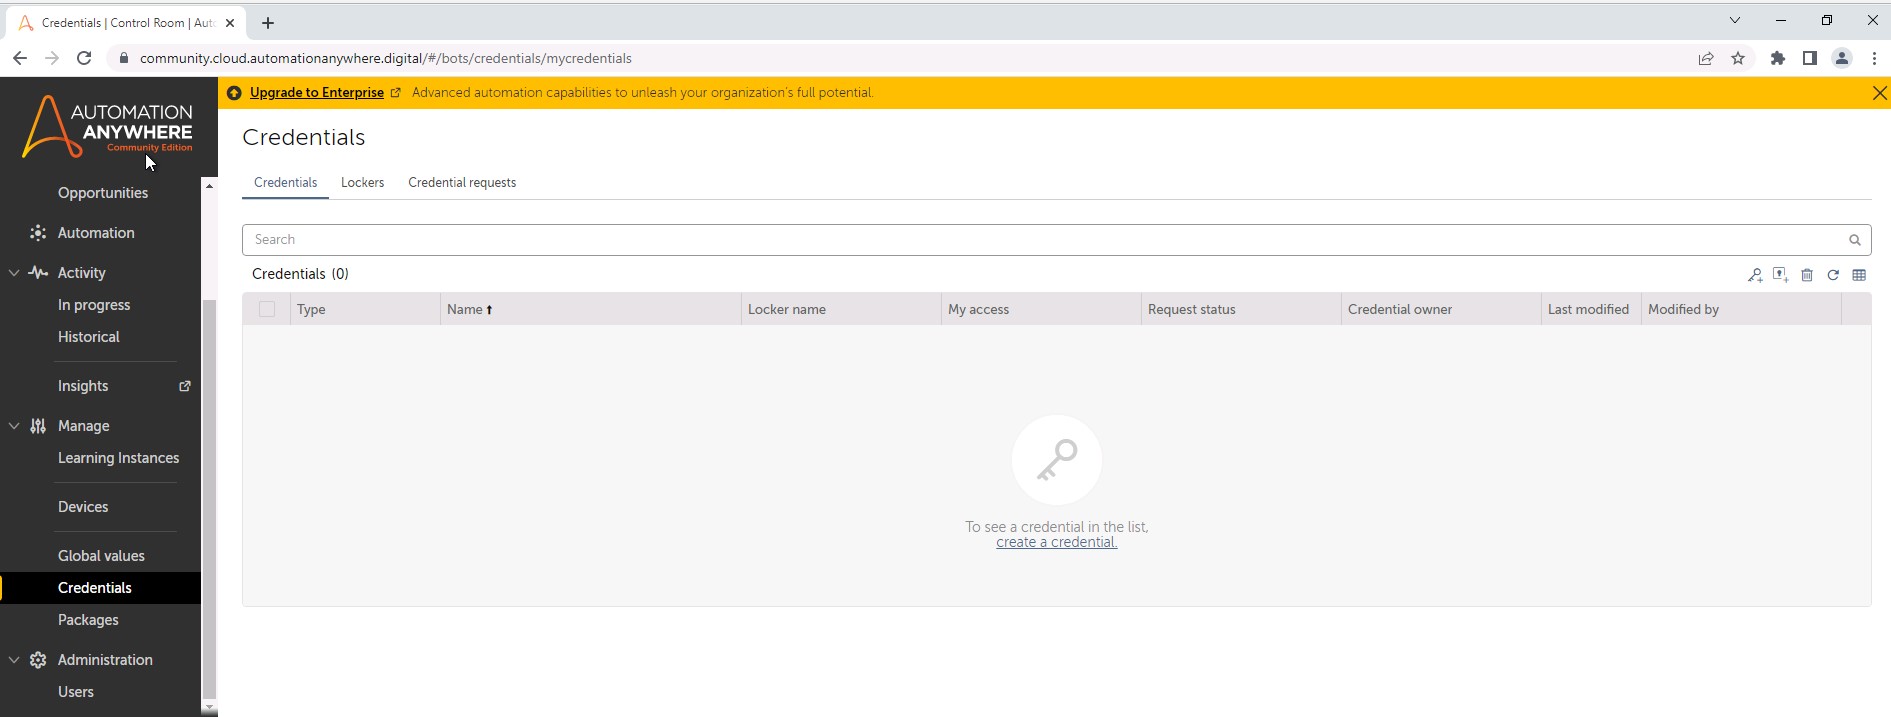 Credentials | Control Room | Aut
community.cloud.automationanywhere.digital/#/bots/credentials/mycredentials
Upgrade to Enterprise Advanced automation capabilities to unleash your organization's full potential.
AUTOMATION
ANYWHERE
Community Edition
Opportunities
Automation
Activity
In progress
Historical
Insights
Manage
Learning Instances
Devices
Global values
Credentials
Packages
Administration
Users
Credentials
Credentials Lockers Credential requests
Search
Credentials (0)
Type Name Locker name My access Request status Credential owner Last modified Modified by
To see a credential in the list,
create a credential.